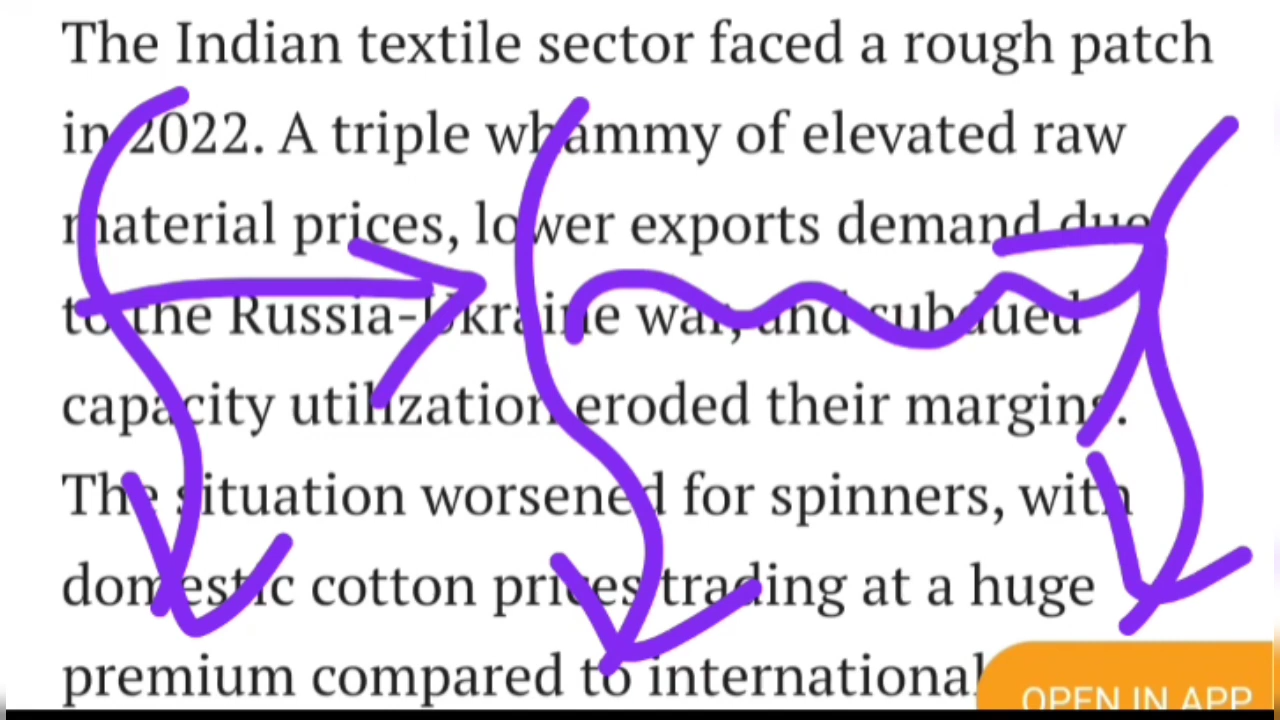 The Indian textile sector faced a rough patch
in 2022. A triple whammy of elevated raw
material prices, lower exports demand due
to the Russia-Ukraine war, and subdued
capacity utilization eroded their margins.
The situation worsened for spinners, with
domestic cotton prices trading at a huge
premium compared to international
OPEN IN APP